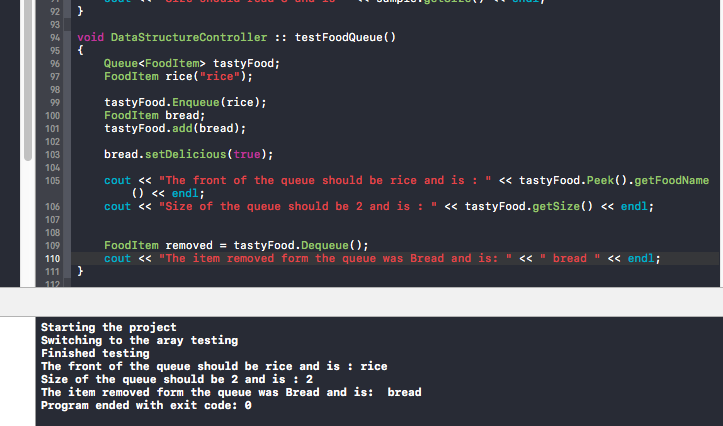 92 }
93
94 void DataStructureController :: testFoodQueue()
95 {
96 Queue<FoodItem> tastyFood;
97 FoodItem rice("rice");
98
99 tastyFood.Enqueue(rice);
100 FoodItem bread;
101 tastyFood.add(bread);
102
103 bread.setDelicious(true);
104
105 cout << "The front of the queue should be rice and is : " << tastyFood.Peek().getFoodName
() << endl;
106 cout << "Size of the queue should be 2 and is : " << tastyFood.getSize() << endl;
107
108
109 FoodItem removed = tastyFood.Dequeue();
110 cout << "The item removed form the queue was Bread and is: " << " bread " << endl;
111 }
112
Starting the project
Switching to the aray testing
Finished testing
The front of the queue should be rice and is : rice
Size of the queue should be 2 and is : 2
The item removed form the queue was Bread and is:  bread
Program ended with exit code: 0